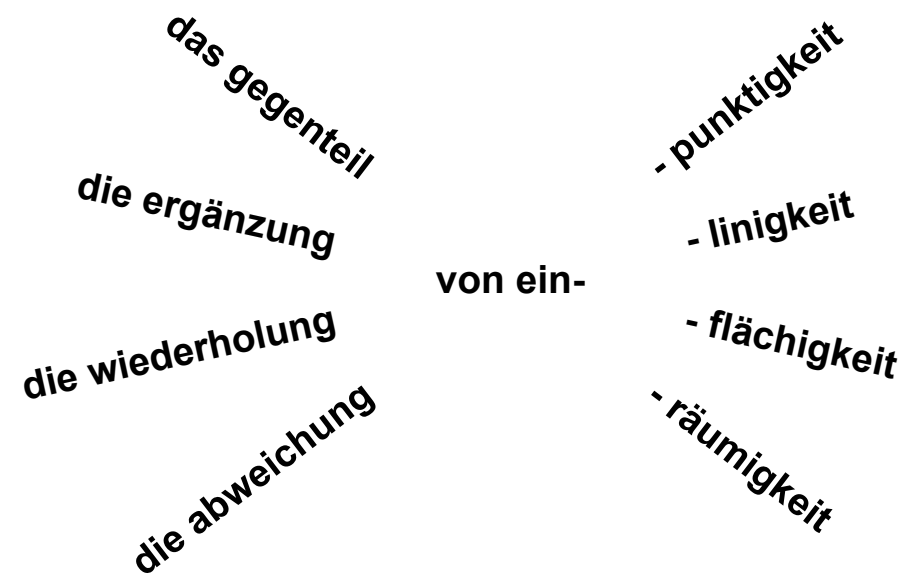 das gegenteil
die ergänzung
die wiederholung
die abweichung
von ein-
- punktigkeit
- linigkeit
- flächigkeit
- räumigkeit